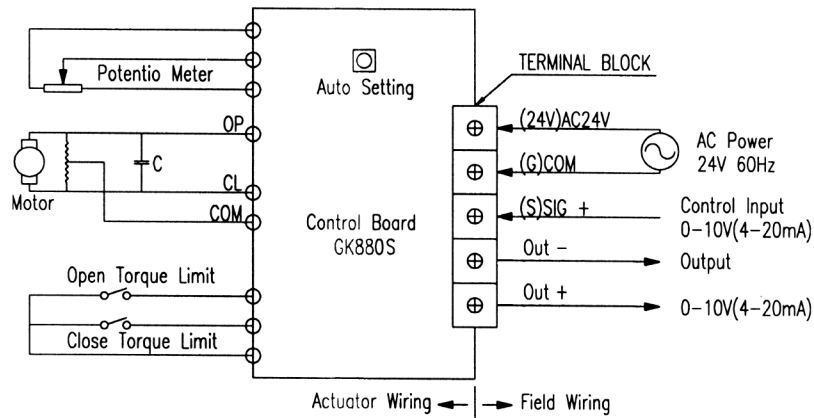 Potentio Meter
Auto Setting
TERMINAL BLOCK
OP
C
CL
Motor
COM
Control Board
GK880S
(24V)AC24V
AC Power
24V 60Hz
(G)COM
(S)SIG +
Control Input
0-10V(4-20mA)
Out -
Output
Out +
0-10V(4-20mA)
Open Torque Limit
Close Torque Limit
Actuator Wiring
Field Wiring